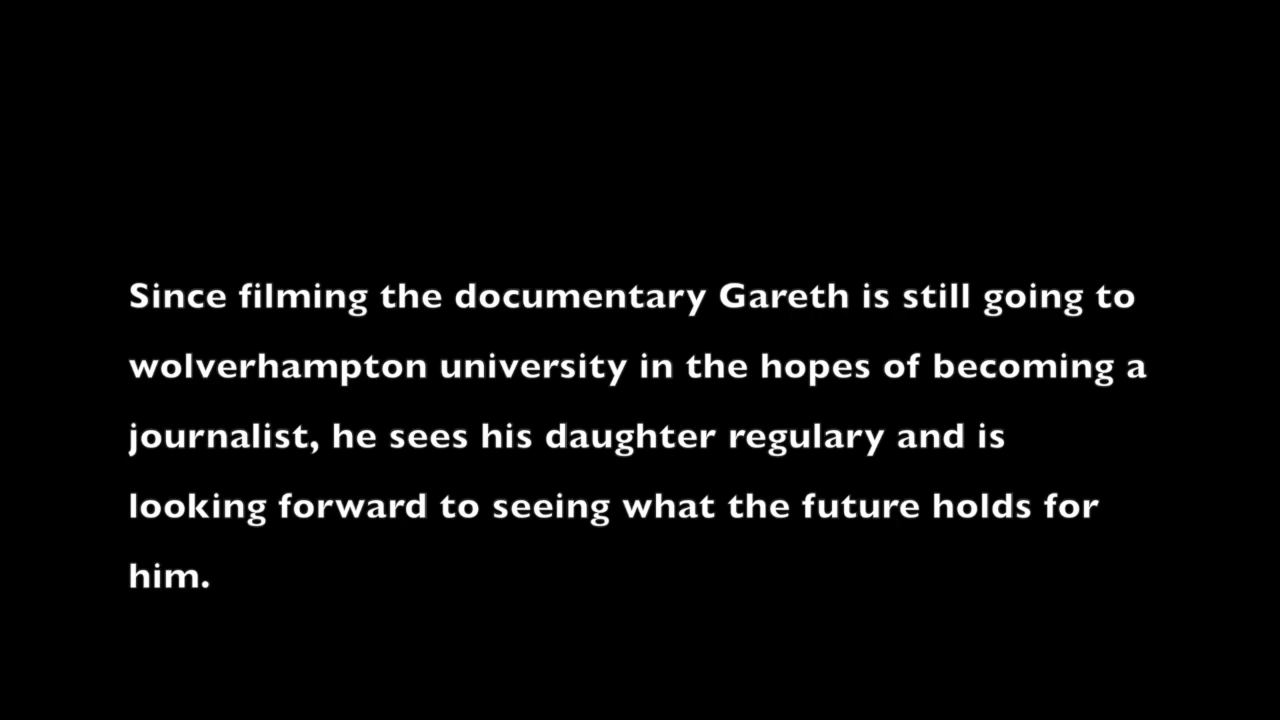 Since filming the documentary Gareth is still going to
wolverhampton university in the hopes of becoming a
journalist, he sees his daughter regulary and is
looking forward to seeing what the future holds for
him.